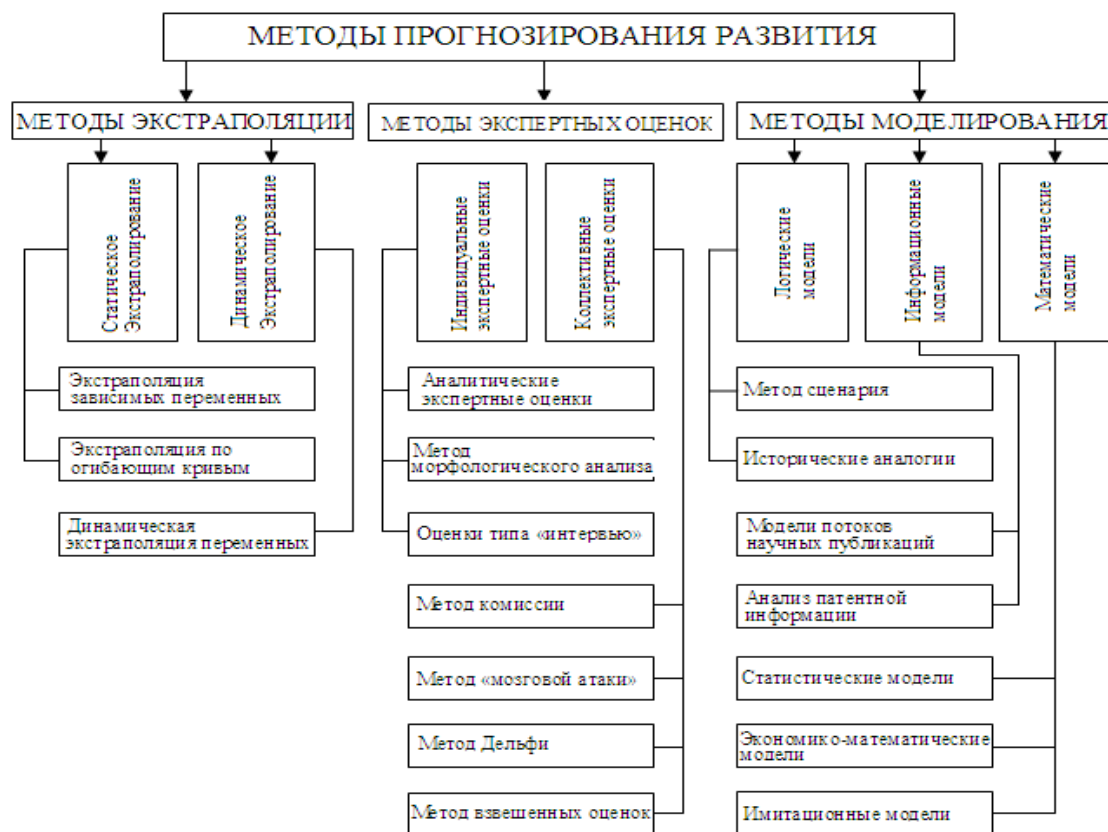 МЕТОДЫ ПРОГНОЗИРОВАНИЯ РАЗВИТИЯ
МЕТОДЫ ЭКСТРАПОЛЯЦИИ
МЕТОДЫ ЭКСПЕРТНЫХ ОЦЕНОК
МЕТОДЫ МОДЕЛИРОВАНИЯ
Статическое
Экстраполирование
Динамическое
Экстраполирование
Индивидуальные
экспертные оценки
Коллективные
экспертные оценки
Логические
модели
Информационные
модели
Математические
модели
Экстраполяция
зависимых переменных
Экстраполяция по
огибающим кривым
Динамическая
экстраполяция переменных
Аналитические
экспертные оценки
Метод
морфологического анализа
Оценки типа «интервью»
Метод комиссии
Метод «мозговой атаки»
Метод Дельфи
Метод взвешенных оценок
Метод сценария
Исторические аналогии
Модели потоков
научных публикаций
Анализ патентной
информации
Статистические модели
Экономико-математические
модели
Имитационные модели